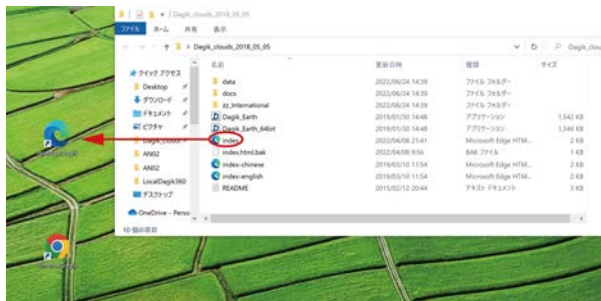 Dagik_clouds_2018_05_05
ファイル ホーム 共有 表示
Dagik_clouds_2018_05_05
Dagik_clou
名前 更新日時 種類 サイズ
クイック アクセス
Desktop
ダウンロード
ドキュメント
ピクチャ
AN02
AN02
LocalDagik360
デスクトップ
OneDrive - Perso
data 2022/06/24 14:39 ファイル フォルダー
docs 2022/06/24 14:39 ファイル フォルダー
zz_International 2022/06/24 14:39 ファイル フォルダー
Dagik_Earth 2019/01/30 14:48 アプリケーション 1,542 KB
Dagik_Earth_64bit 2019/01/30 14:48 アプリケーション
index 2022/04/08 21:41 Microsoft Edge HTM... 2 KB
index.html.bak 2022/04/08 9:56 BAK ファイル 1 KB
index-chinese 2019/03/10 11:54 Microsoft Edge HTM... 2 KB
index-english 2019/03/10 11:54 Microsoft Edge HTM... 2 KB
README 2015/02/12 20:44 テキスト ドキュメント 3 KB
10 個の項目